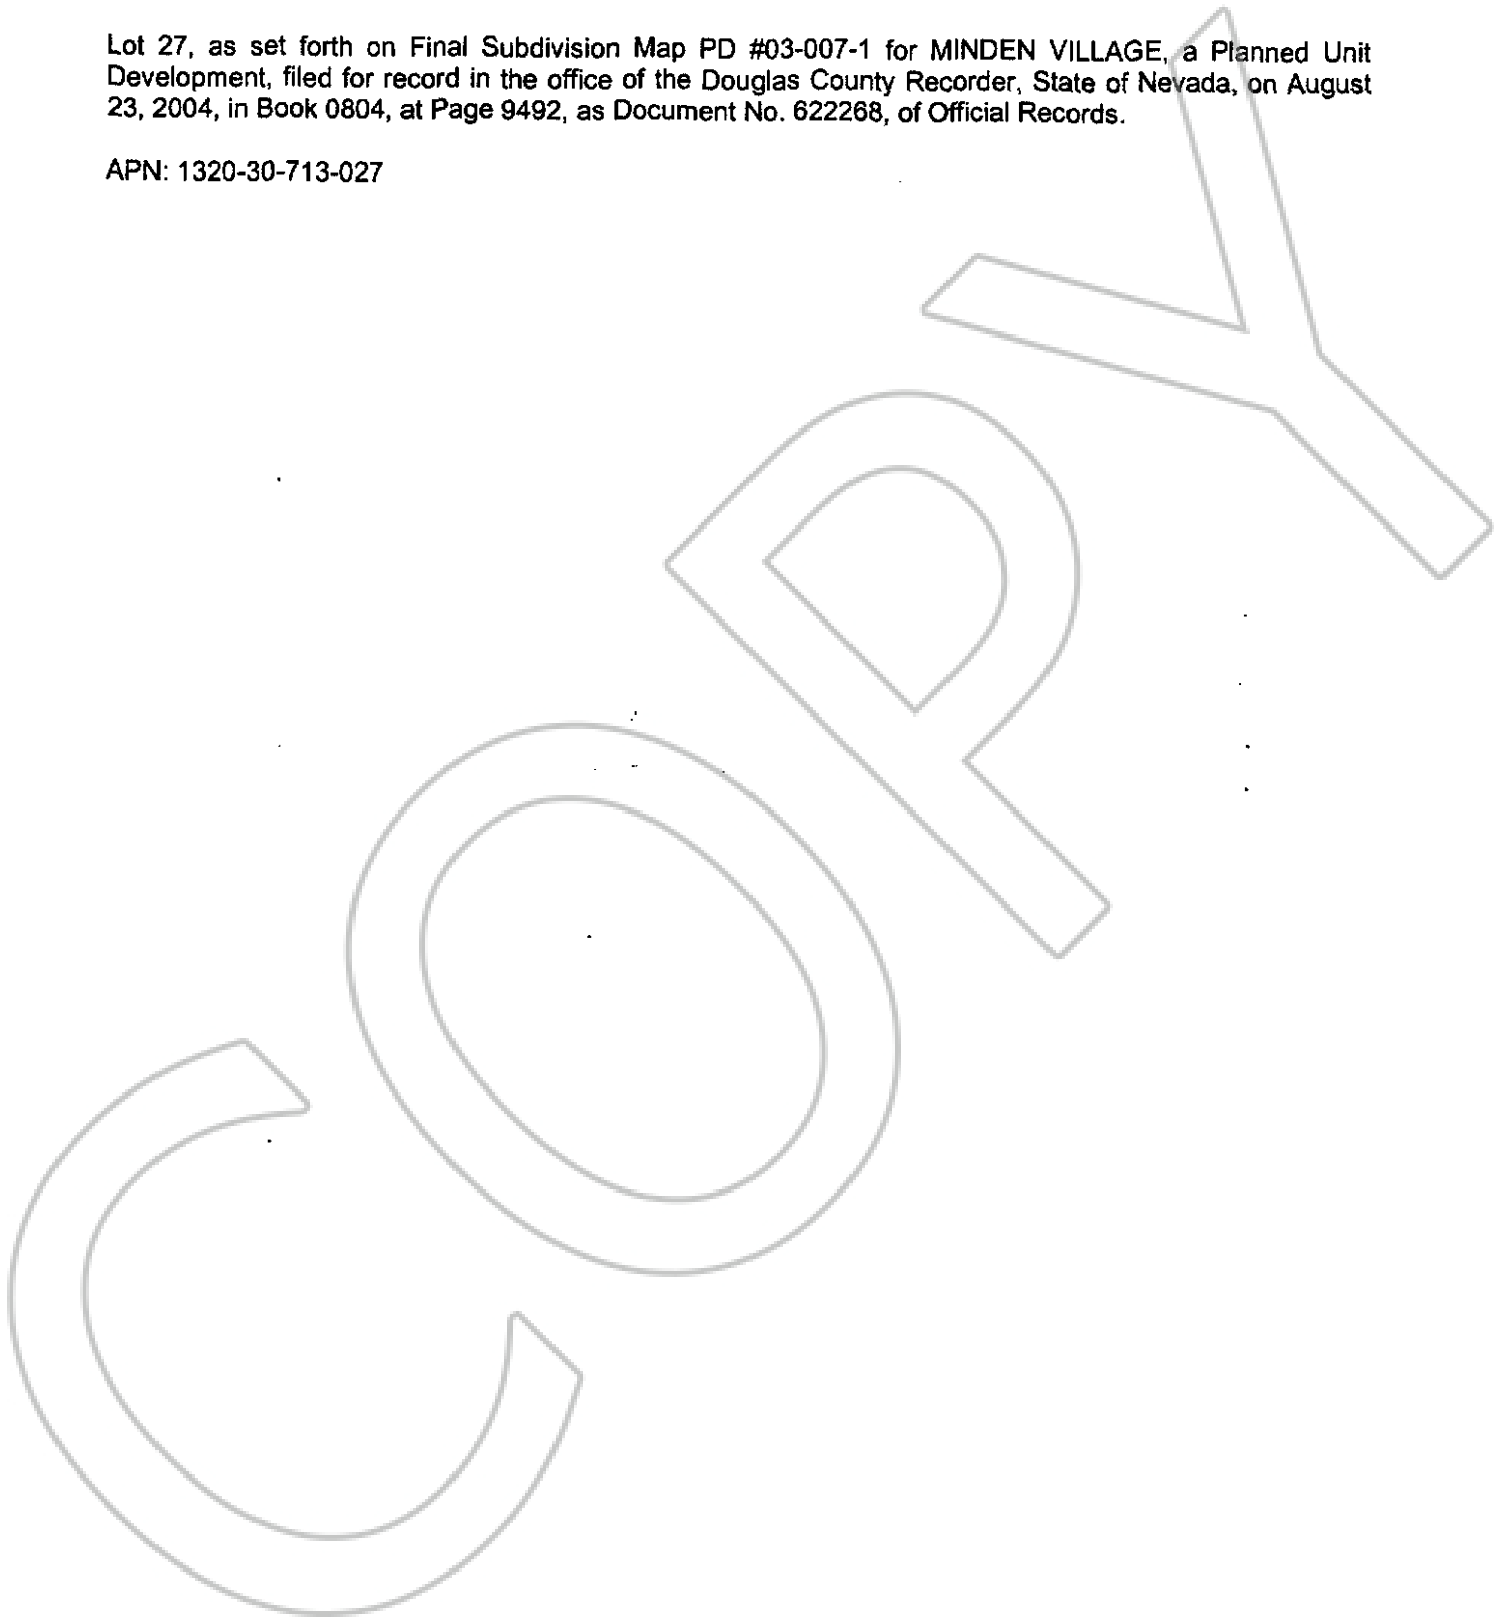 Lot 27, as set forth on Final Subdivision Map PD #03-007-1 for MINDEN VILLAGE, a Planned Unit
Development, filed for record in the office of the Douglas County Recorder, State of Nevada, on August
23, 2004, in Book 0804, at Page 9492, as Document No. 622268, of Official Records.
APN: 1320-30-713-027
COPY